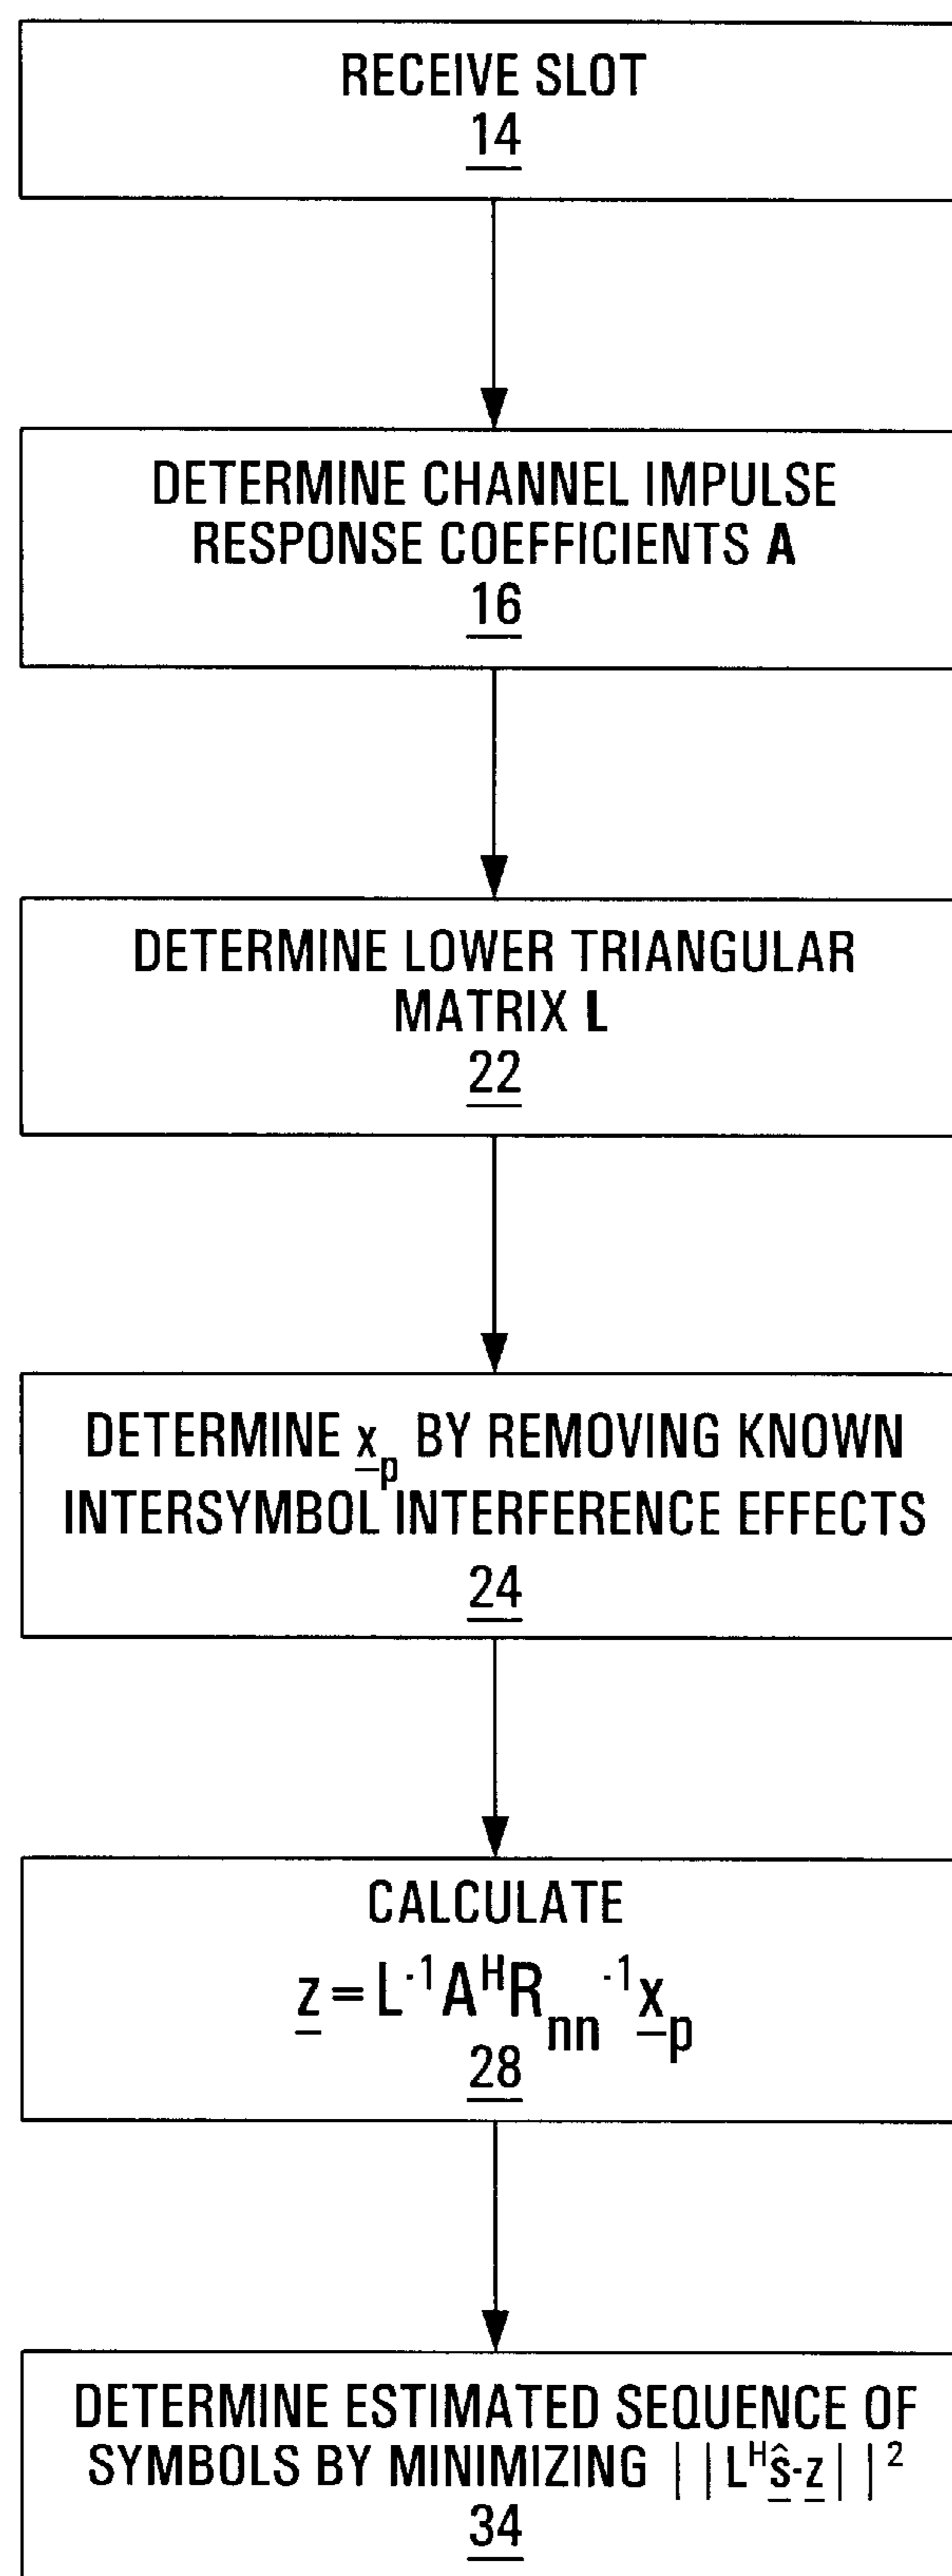 RECEIVE SLOT
14
DETERMINE CHANNEL IMPULSE
RESPONSE COEFFICIENTS A
16
DETERMINE LOWER TRIANGULAR
MATRIX L
22
DETERMINE x_p BY REMOVING KNOWN
INTERSYMBOL INTERFERENCE EFFECTS
24
CALCULATE
z = L^-1 A^H R_nn^-1 x_p
28
DETERMINE ESTIMATED SEQUENCE OF
SYMBOLS BY MINIMIZING ||L^H ŝ-z||^2
34